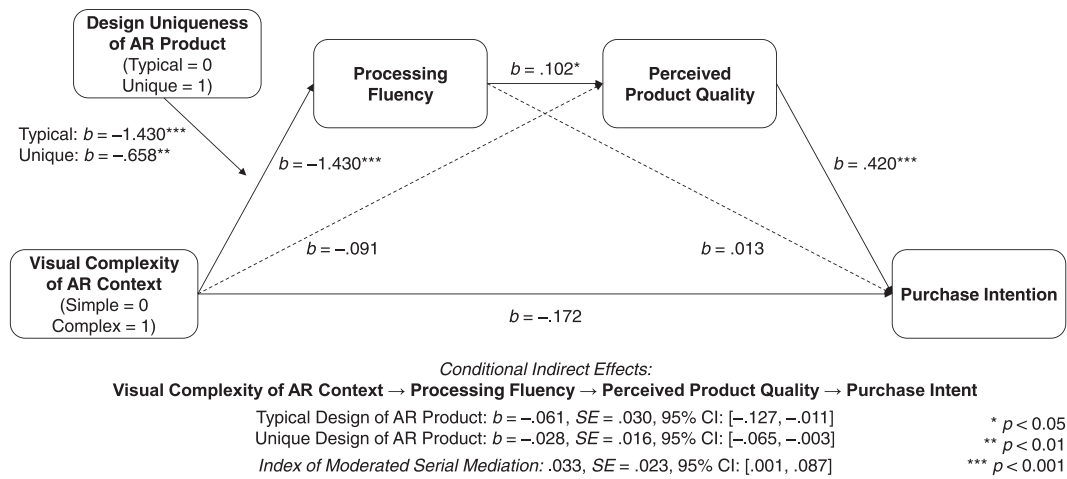 Design Uniqueness
of AR Product
(Typical = 0
Unique = 1)
Processing
Fluency
b = .102*
Perceived
Product Quality
Typical: b = –1.430***
Unique: b = –.658**
b = –1.430***
b = .420***
b = –.091
b = .013
Visual Complexity
of AR Context
(Simple = 0
Complex = 1)
Purchase Intention
b = –.172
Conditional Indirect Effects:
Visual Complexity of AR Context → Processing Fluency → Perceived Product Quality → Purchase Intent
Typical Design of AR Product: b = –.061, SE = .030, 95% CI: [–.127, –.011]
Unique Design of AR Product: b = –.028, SE = .016, 95% CI: [–.065, –.003]
Index of Moderated Serial Mediation: .033, SE = .023, 95% CI: [.001, .087]
* p < 0.05
** p < 0.01
*** p < 0.001